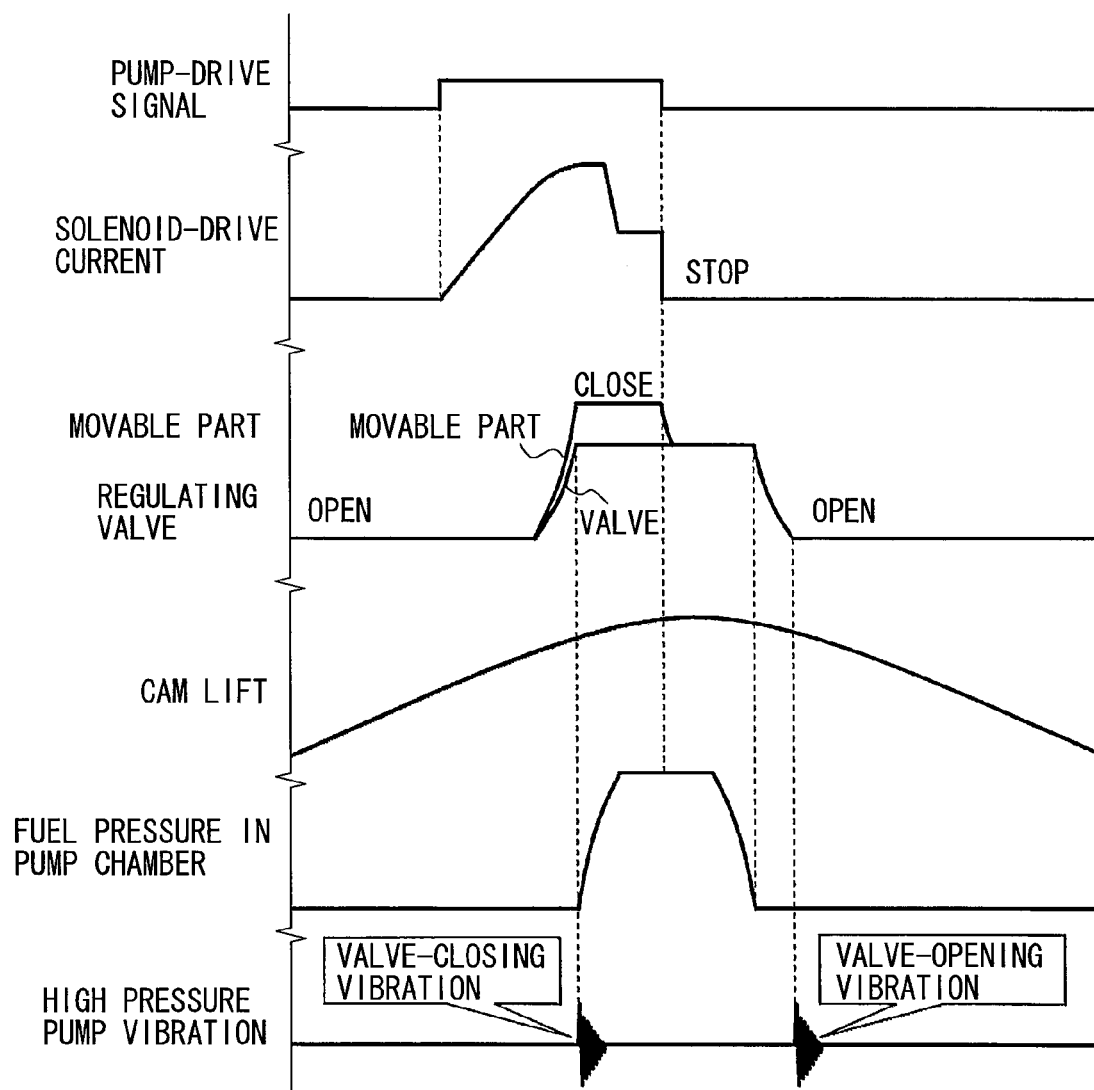 PUMP-DRIVE
SIGNAL
SOLENOID-DRIVE
CURRENT
STOP
CLOSE
MOVABLE PART
MOVABLE PART
REGULATING
VALVE
OPEN
VALVE
OPEN
CAM LIFT
FUEL PRESSURE IN
PUMP CHAMBER
VALVE-CLOSING
VIBRATION
VALVE-OPENING
VIBRATION
HIGH PRESSURE
PUMP VIBRATION